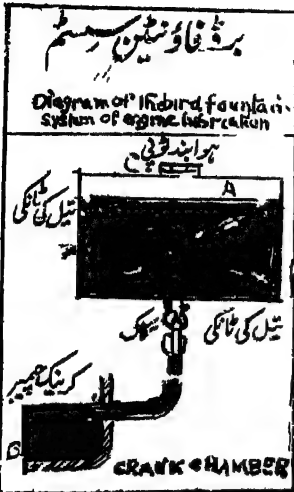 برڈ فاؤنٹین سسٹم
Diagram of the bird, fountain-
system of engine lubrication
ہوا بند ٹوپی
A
تیل کی ٹانکی
تیل کی ٹانکی
کرینک چیمبر
B
CRANK CHAMBER